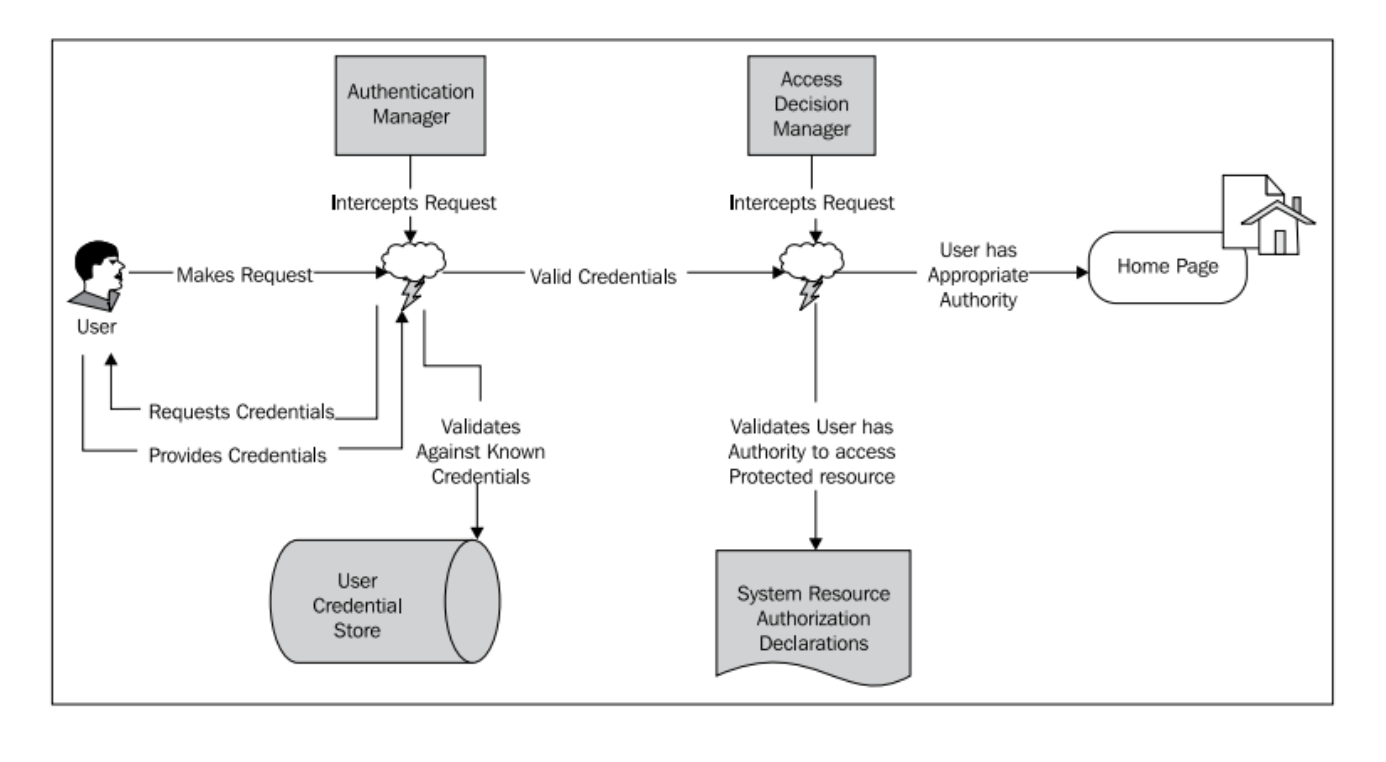 Authentication
Manager
Access
Decision
Manager
Intercepts Request
Intercepts Request
User
Makes Request
Valid Credentials
User has
Appropriate
Authority
Home Page
Requests Credentials
Provides Credentials
Validates
Against Known
Credentials
Validates User has
Authority to access
Protected resource
User
Credential
Store
System Resource
Authorization
Declarations